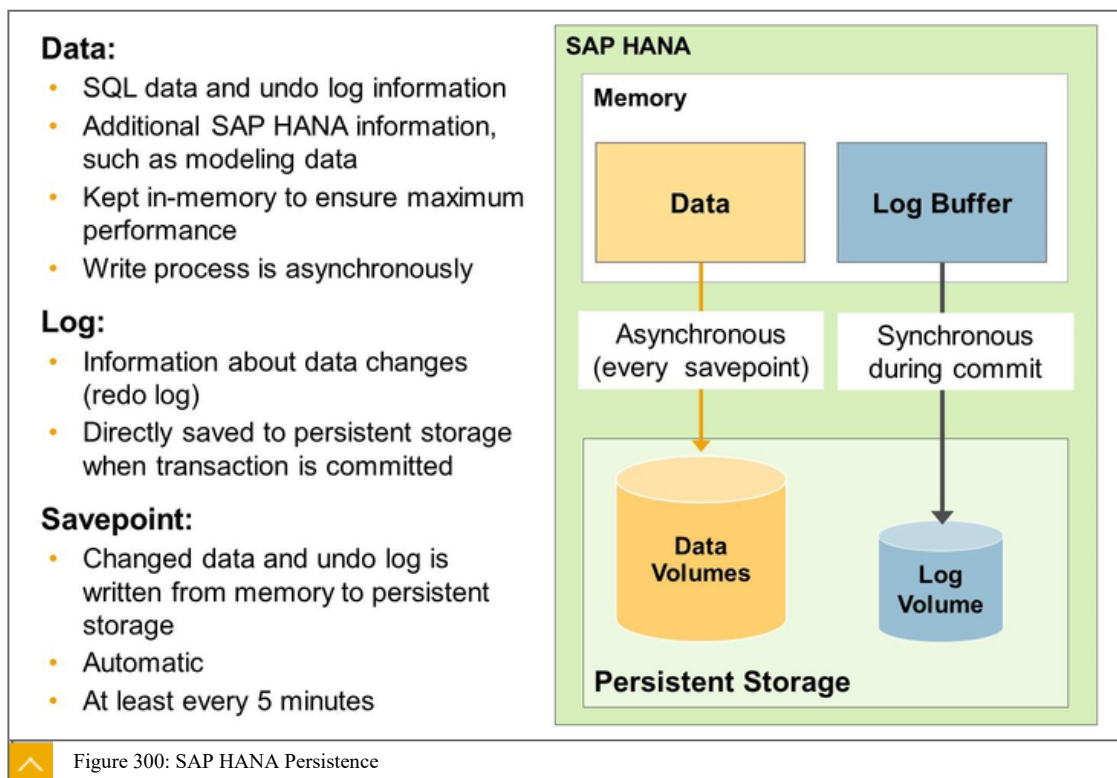 Data:
• SQL data and undo log information
• Additional SAP HANA information,
such as modeling data
• Kept in-memory to ensure maximum
performance
• Write process is asynchronously
Log:
• Information about data changes
(redo log)
• Directly saved to persistent storage
when transaction is committed
Savepoint:
• Changed data and undo log is
written from memory to persistent
storage
• Automatic
• At least every 5 minutes
SAP HANA
Memory
Data
Log Buffer
Asynchronous
(every savepoint)
Synchronous
during commit
Data
Volumes
Log
Volume
Persistent Storage
Figure 300: SAP HANA Persistence